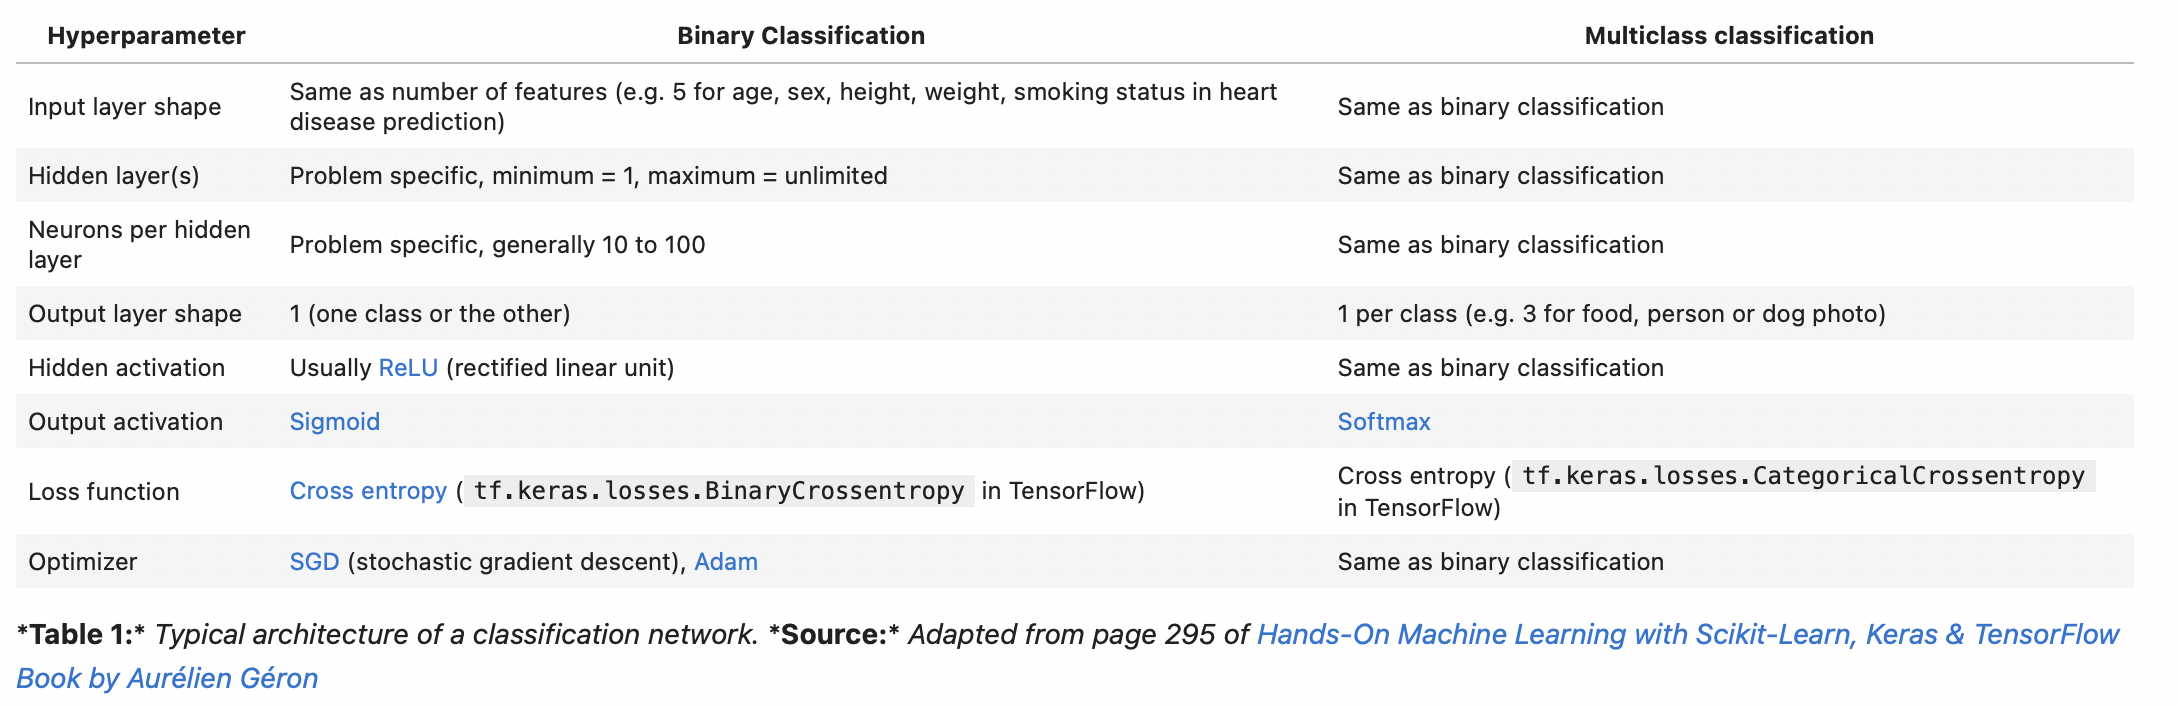 Hyperparameter Binary Classification Multiclass classification
Input layer shape Same as number of features (e.g. 5 for age, sex, height, weight, smoking status in heart disease prediction) Same as binary classification
Hidden layer(s) Problem specific, minimum = 1, maximum = unlimited Same as binary classification
Neurons per hidden layer Problem specific, generally 10 to 100 Same as binary classification
Output layer shape 1 (one class or the other) 1 per class (e.g. 3 for food, person or dog photo)
Hidden activation Usually ReLU (rectified linear unit) Same as binary classification
Output activation Sigmoid Softmax
Loss function Cross entropy ( tf.keras.losses.BinaryCrossentropy in TensorFlow) Cross entropy ( tf.keras.losses.CategoricalCrossentropy in TensorFlow)
Optimizer SGD (stochastic gradient descent), Adam Same as binary classification
*Table 1:* Typical architecture of a classification network. *Source:* Adapted from page 295 of Hands-On Machine Learning with Scikit-Learn, Keras & TensorFlow
Book by Aurélien Géron